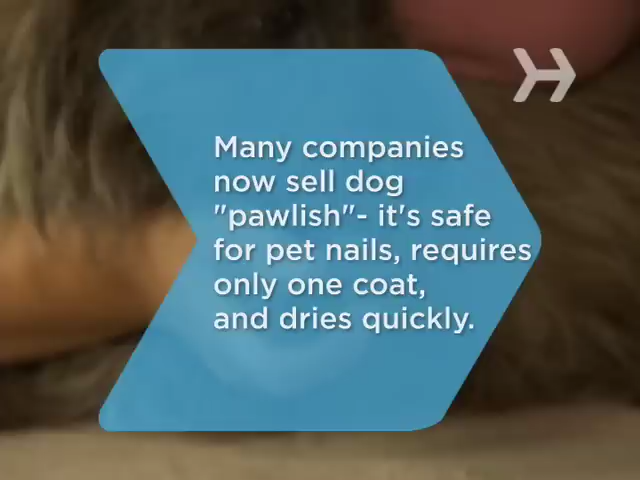 Many companies
now sell dog
"pawlish"- it's safe
for pet nails, requires
only one coat,
and dries quickly.